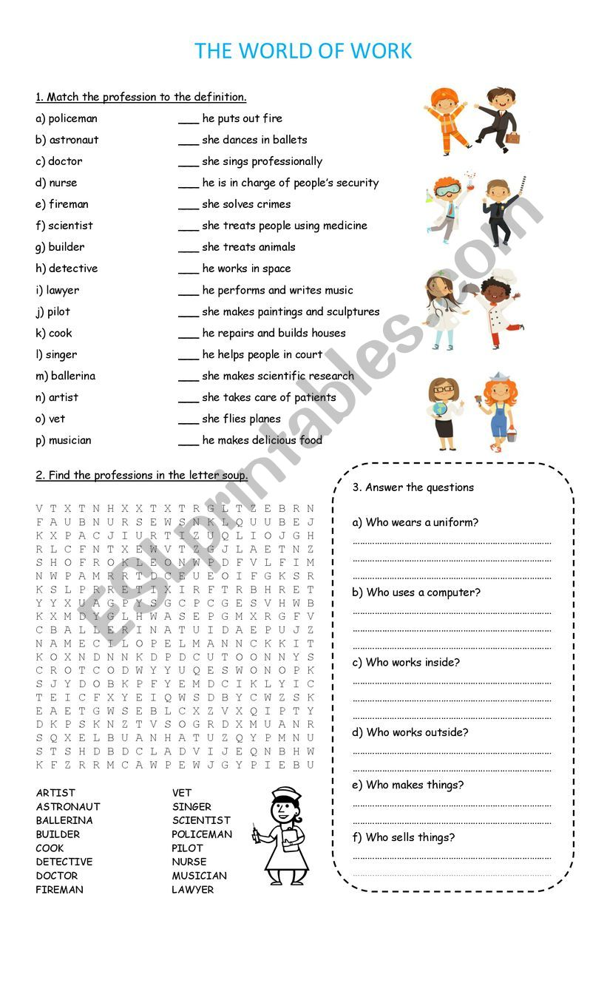 THE WORLD OF WORK
1. Match the profession to the definition.
a) policeman ___ he puts out fire
b) astronaut ___ she dances in ballets
c) doctor ___ she sings professionally
d) nurse ___ he is in charge of people's security
e) fireman ___ she solves crimes
f) scientist ___ she treats people using medicine
g) builder ___ she treats animals
h) detective ___ he works in space
i) lawyer ___ he performs and writes music
j) pilot ___ she makes paintings and sculptures
k) cook ___ he repairs and builds houses
l) singer ___ he helps people in court
m) ballerina ___ she makes scientific research
n) artist ___ she takes care of patients
o) vet ___ she flies planes
p) musician ___ he makes delicious food
2. Find the professions in the letter soup.
V T X T N H X X T X T R G L T Z E B R N
F A U B N U R S E W S N K L Q U U B E J
K X P A C J I U R T I Z U Q L I O J G H
R L C F N T X E W V T Z G J L A E T N Z
S H O F R O K L E O N W P D F V L F I M
N W P A M R R T J C E U E O I F G K S R
K S L P R R E T I X I R F T R B H R E T
Y Y X U A G P Y S G C P C G E S V H W B
K X M D Y G L H W A S E P G M X R G F V
C B A L L E R I N A T U I D A E P U J Z
N A M E C I L O P E L M A N N C K K I T
K O X N D N N K D P D C U T O O N N Y S
C R O T C O D W Y Y U Q E S W O N O P K
S J Y D O B K P F Y E M D C I K L Y I C
T E I C F X Y E I Q W S D B Y C W Z S K
E A E T G W S E B L C X Z V X Q I P T Y
D K P S K N Z T V S O G R D X M U A N R
S Q X E L B U A N H A T U Z Q Y P M N U
S T S H D B D C L A D V I J E Q N B H W
K F Z R R M C A W P E W J G Y P I E B U
ARTIST VET
ASTRONAUT SINGER
BALLERINA SCIENTIST
BUILDER POLICEMAN
COOK PILOT
DETECTIVE NURSE
DOCTOR MUSICIAN
FIREMAN LAWYER
3. Answer the questions
a) Who wears a uniform?
b) Who uses a computer?
c) Who works inside?
d) Who works outside?
e) Who makes things?
f) Who sells things?
ESLprintables.com